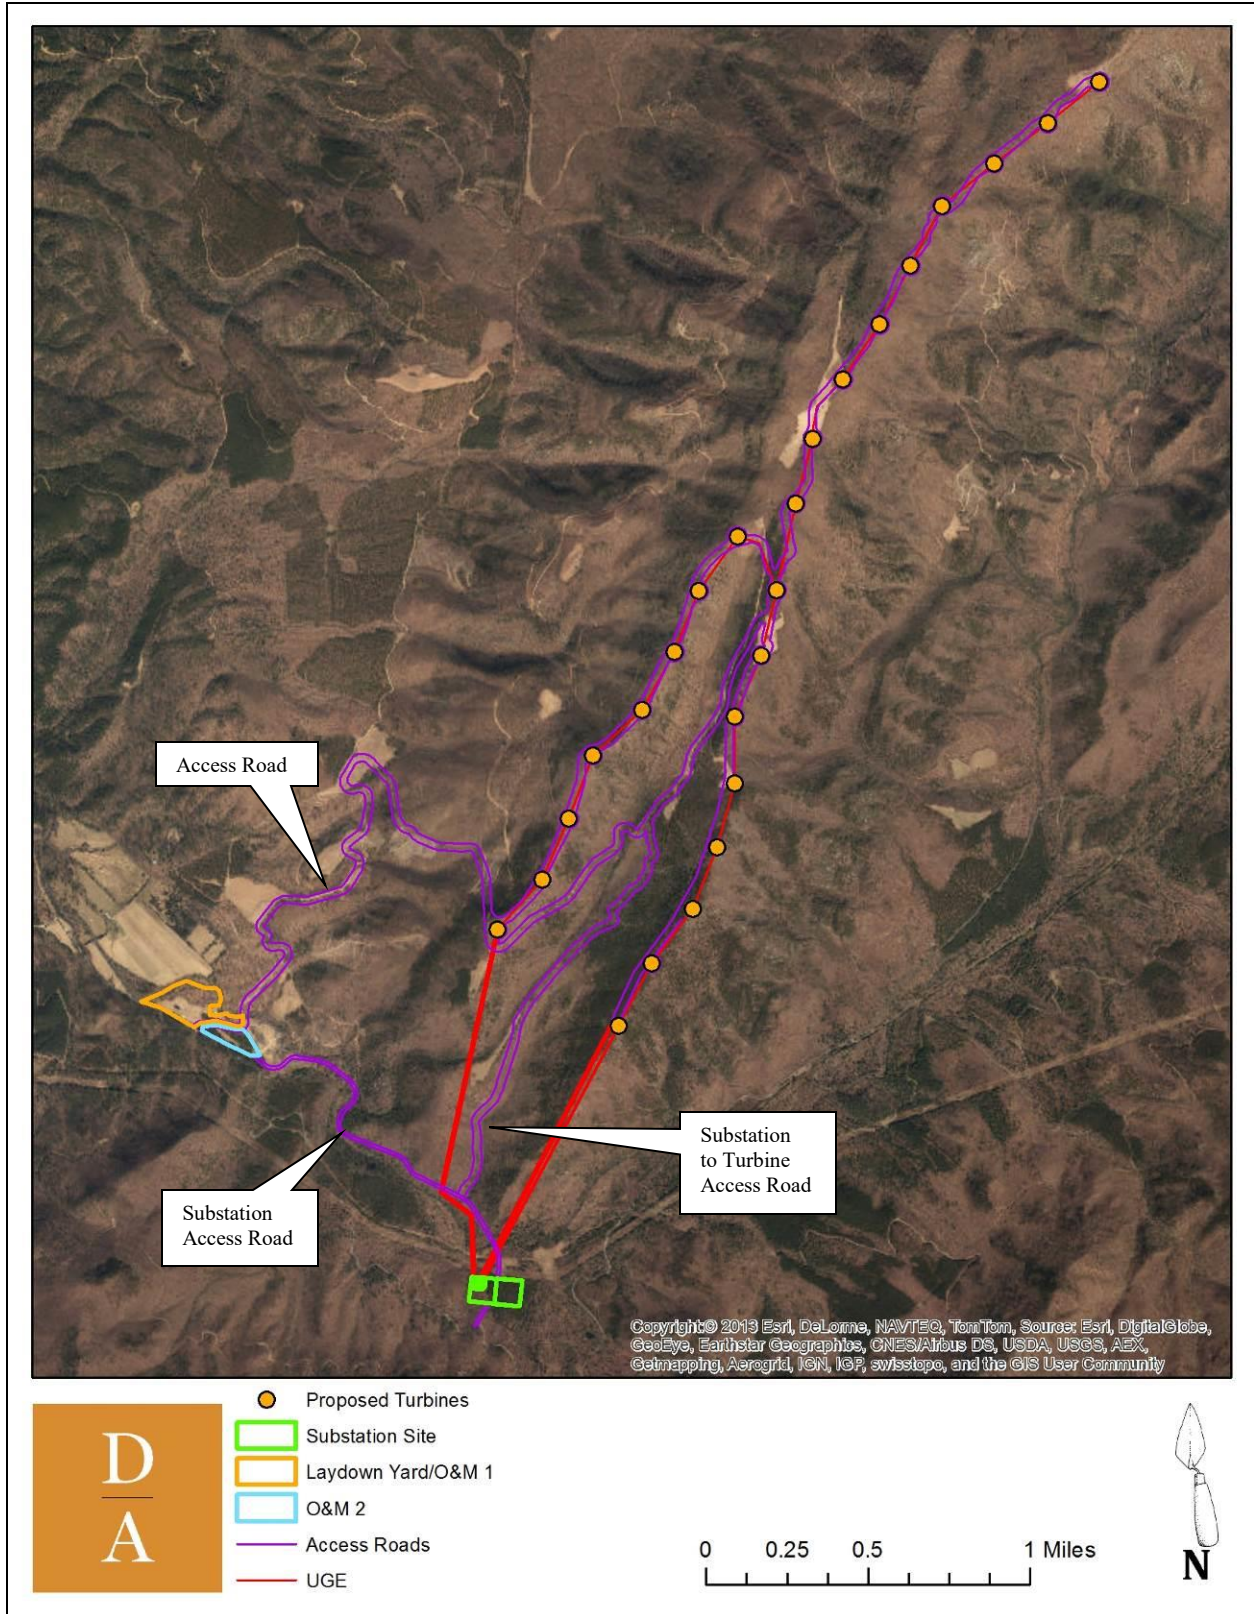 Access Road
Substation
to Turbine
Access Road
Substation
Access Road
Copyright:© 2013 Esri, DeLorme, NAVTEQ, TomTom, Source: Esri, DigitalGlobe,
GeoEye, Earthstar Geographics, CNES/Airbus DS, USDA, USGS, AEX,
Getmapping, Aerogrid, IGN, IGP, swisstopo, and the GIS User Community
D
A
Proposed Turbines
Substation Site
Laydown Yard/O&M 1
O&M 2
Access Roads
UGE
0 0.25 0.5 1 Miles
N